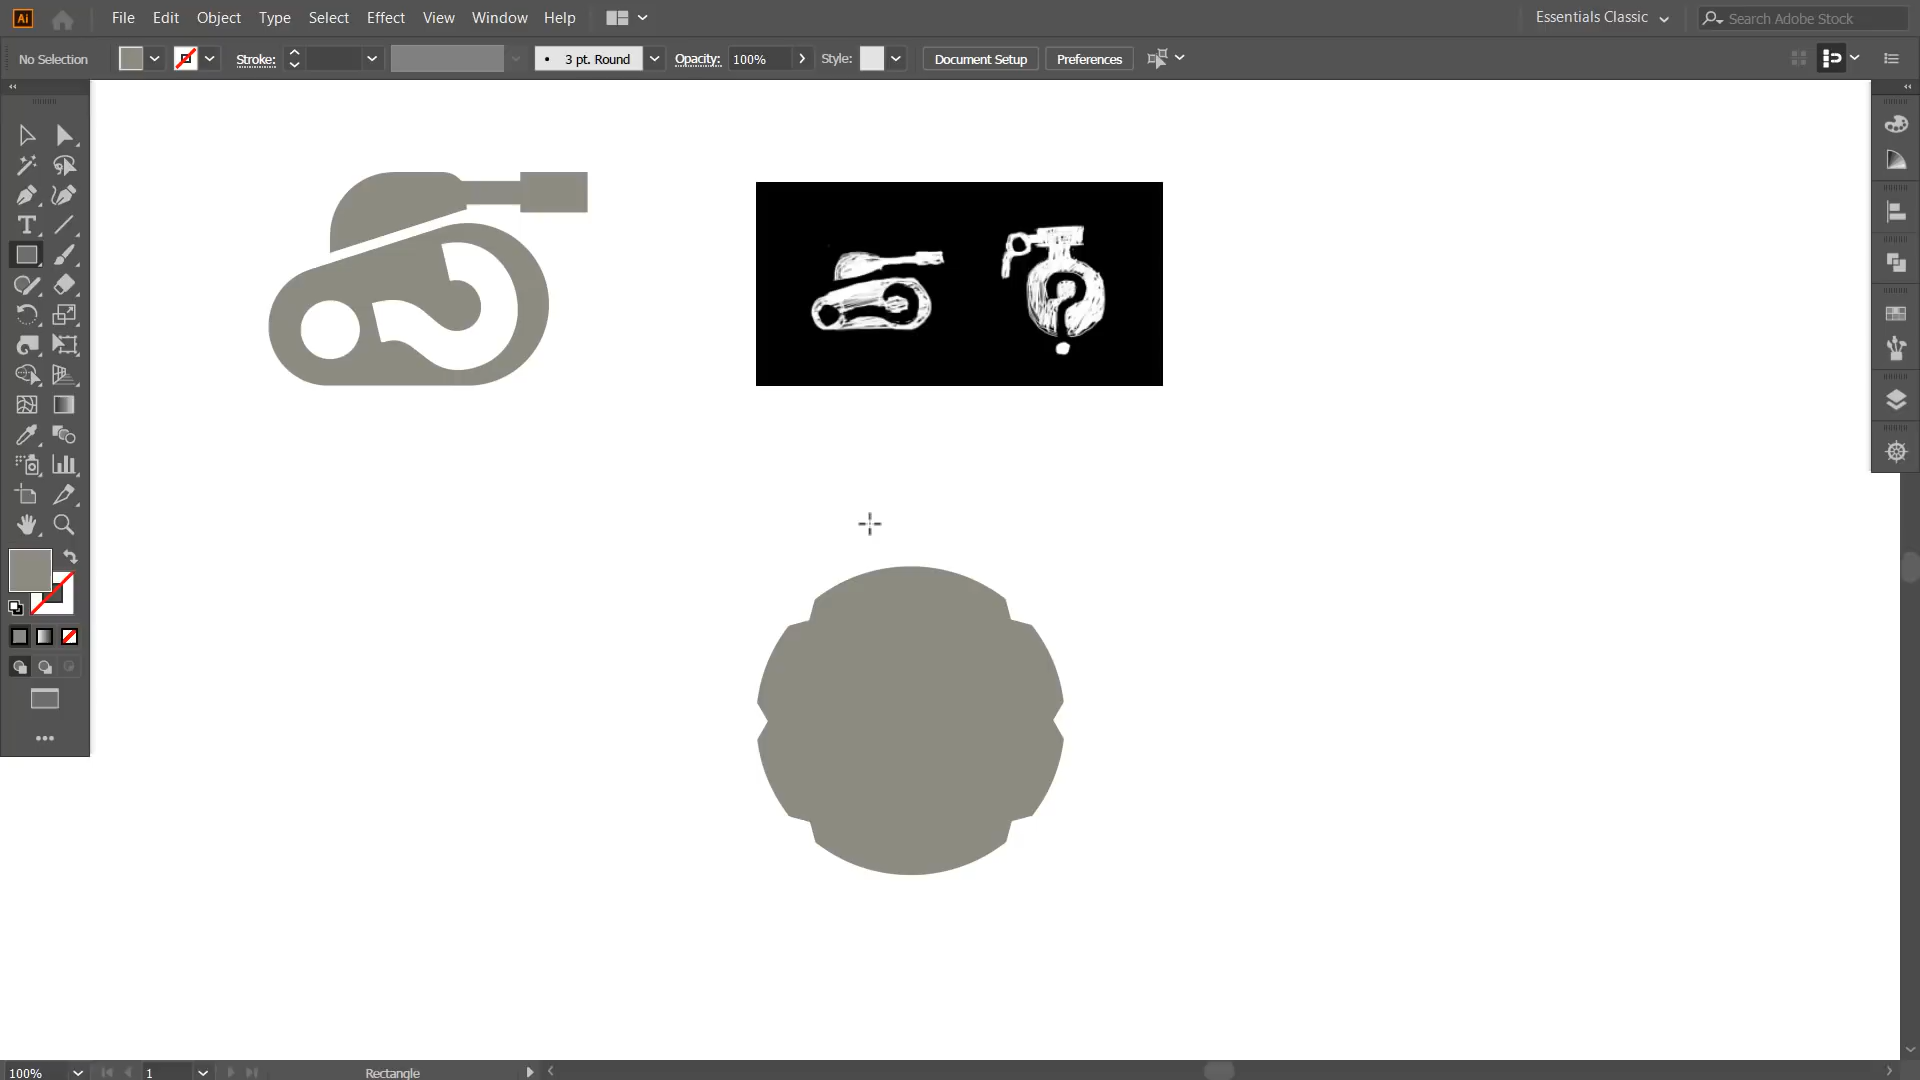 Ai File Edit Object Type Select Effect View Window Help Essentials Classic Search Adobe Stock
No Selection Stroke: 3 pt. Round Opacity: 100% Style: Document Setup Preferences
100% 1 Rectangle